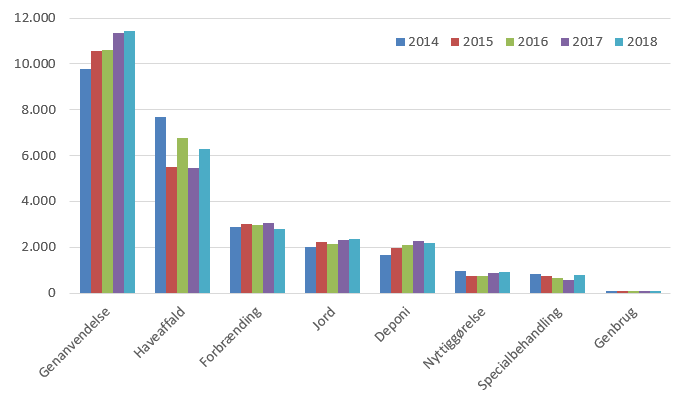 12.000
10.000
8.000
6.000
4.000
2.000
0
2014 2015 2016 2017 2018
Genanvendelse
Haveaffald
Forbrænding
Jord
Deponi
Nyttiggørelse
Specialbehandling
Genbrug